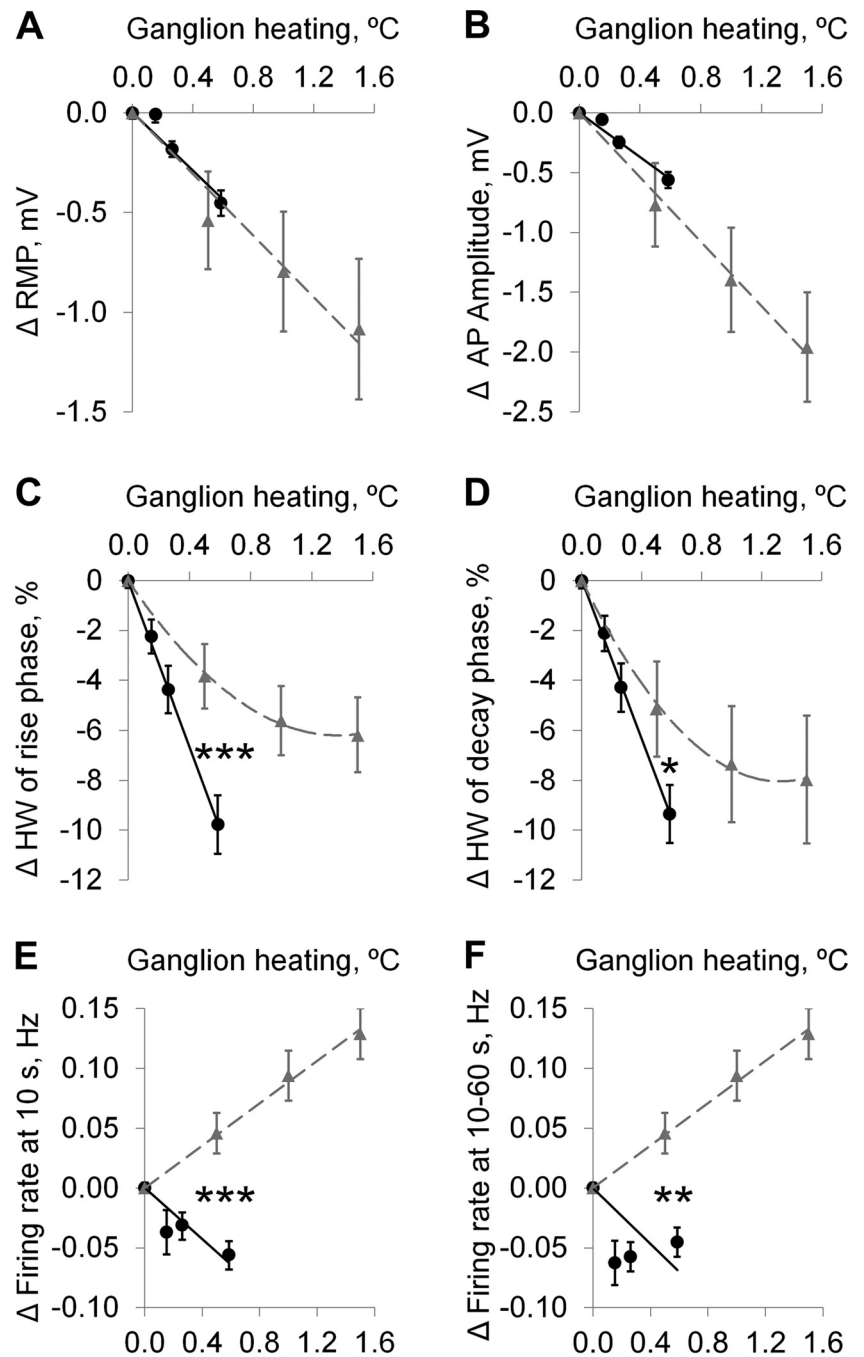 A
Ganglion heating, ºC
0.0 0.4 0.8 1.2 1.6
0.0
-0.5
-1.0
-1.5
Δ RMP, mV
B
Ganglion heating, ºC
0.0 0.4 0.8 1.2 1.6
0.0
-0.5
-1.0
-1.5
-2.0
-2.5
Δ AP Amplitude, mV
C
Ganglion heating, ºC
0.0 0.4 0.8 1.2 1.6
0
-2
-4
-6
-8
-10
-12
Δ HW of rise phase, %
***
D
Ganglion heating, ºC
0.0 0.4 0.8 1.2 1.6
0
-2
-4
-6
-8
-10
-12
Δ HW of decay phase, %
*
E
Ganglion heating, ºC
0.15
0.10
0.05
0.00
-0.05
-0.10
Δ Firing rate at 10 s, Hz
***
0.0 0.4 0.8 1.2 1.6
F
Ganglion heating, ºC
0.15
0.10
0.05
0.00
-0.05
-0.10
Δ Firing rate at 10-60 s, Hz
**
0.0 0.4 0.8 1.2 1.6